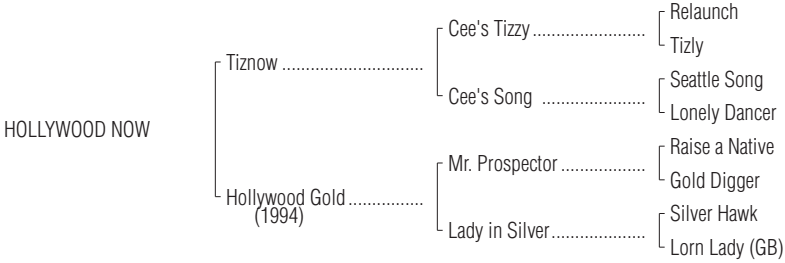 Relaunch
Cee's Tizzy ........................
Tizly
Tiznow ..............................
Seattle Song
Cee's Song ......................
Lonely Dancer
HOLLYWOOD NOW
Raise a Native
Mr. Prospector ..................
Gold Digger
Hollywood Gold ................
(1994)
Silver Hawk
Lady in Silver....................
Lorn Lady (GB)